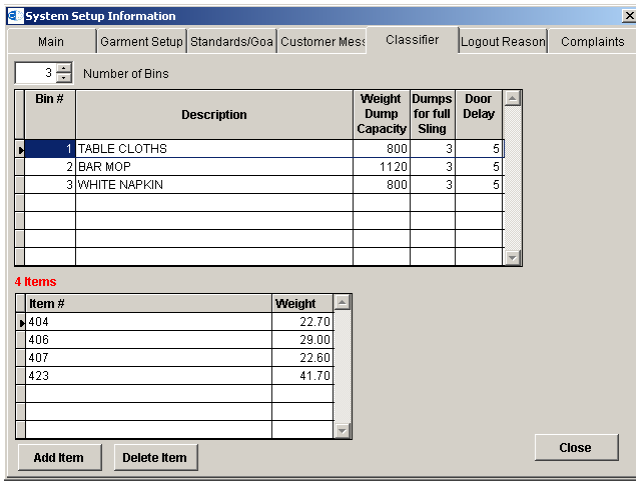 System Setup Information
Main Garment Setup Standards/Goa Customer Mess Classifier Logout Reason Complaints
3 Number of Bins
Bin # Description Weight Dump Capacity Dumps for full Sling Door Delay
1 TABLE CLOTHS 800 3 5
2 BAR MOP 1120 3 5
3 WHITE NAPKIN 800 3 5
4 Items
Item # Weight
404 22.70
406 29.00
407 22.60
423 41.70
Add Item Delete Item Close